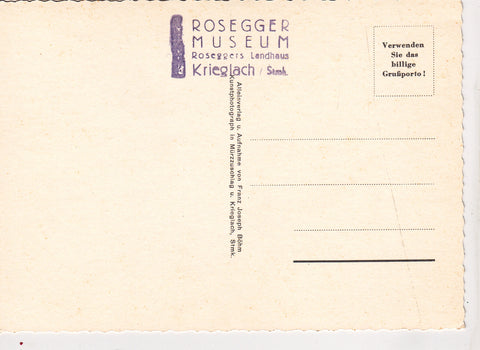 ROSEGGER
MUSEUM
Roseggers Landhaus
Krieglach / Stmk.
Verwenden
Sie das
billige
Grußporto!
Alleinverlag u. Aufnahme von Franz Joseph Böhm
Kunstphotograph in Mürzzuschlag u. Krieglach, Stmk.